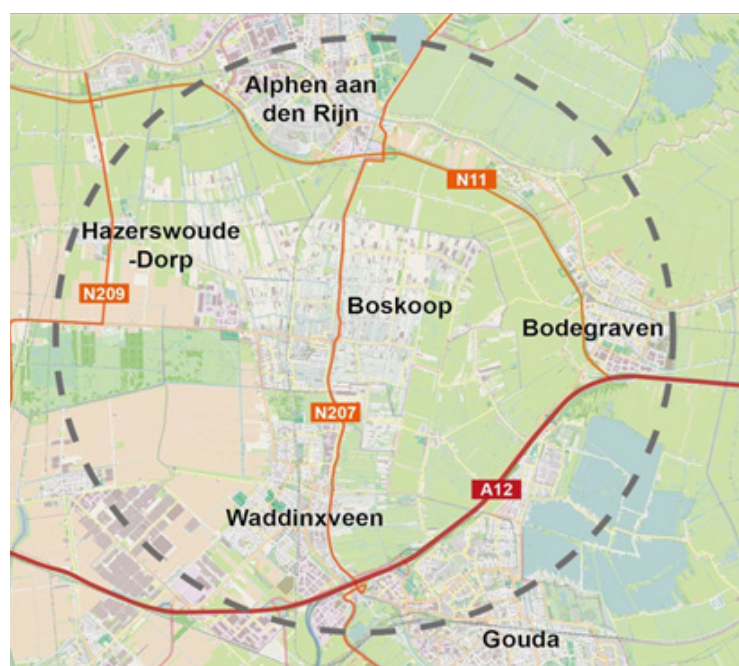 Alphen aan
den Rijn
N11
Hazerswoude
-Dorp
N209
Boskoop
Bodegraven
N207
A12
Waddinxveen
Gouda